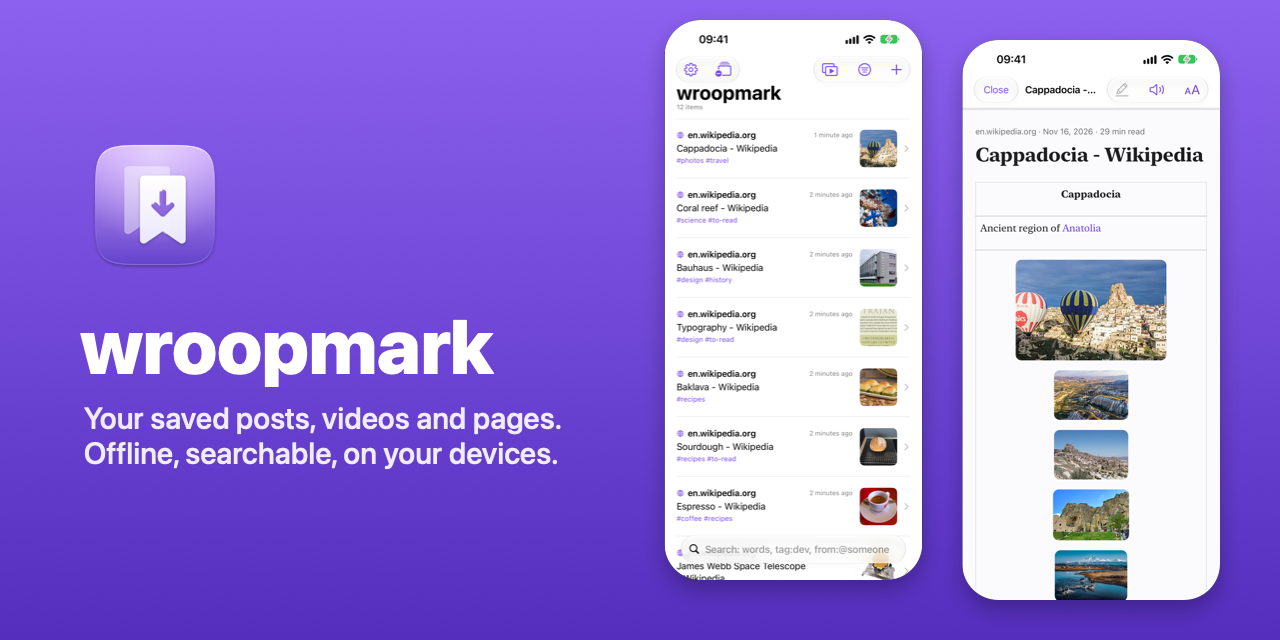 wroopmark
Your saved posts, videos and pages.
Offline, searchable, on your devices.
09:41
wroopmark
12 items
en.wikipedia.org 1 minute ago
Cappadocia - Wikipedia
#photos #travel
en.wikipedia.org 2 minutes ago
Coral reef - Wikipedia
#science #to-read
en.wikipedia.org 2 minutes ago
Bauhaus - Wikipedia
#design #history
en.wikipedia.org 2 minutes ago
Typography - Wikipedia
#design #to-read
TRAJAN
en.wikipedia.org 2 minutes ago
Baklava - Wikipedia
#recipes
en.wikipedia.org 2 minutes ago
Sourdough - Wikipedia
#recipes #to-read
en.wikipedia.org 2 minutes ago
Espresso - Wikipedia
#coffee #recipes
Search: words, tag:dev, from:@someone
James Webb Space Telescope
Wikipedia
09:41
Close Cappadocia -... AA
en.wikipedia.org · Nov 16, 2026 · 29 min read
Cappadocia - Wikipedia
Cappadocia
Ancient region of Anatolia